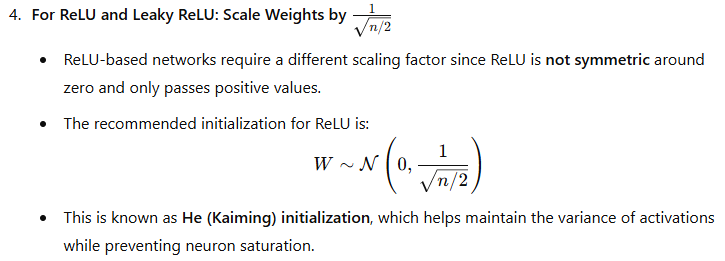 4. For ReLU and Leaky ReLU: Scale Weights by $\frac{1}{\sqrt{n/2}}$
• ReLU-based networks require a different scaling factor since ReLU is not symmetric around
zero and only passes positive values.
• The recommended initialization for ReLU is:
$W \sim \mathcal{N}\left(0, \frac{1}{\sqrt{n/2}}\right)$
• This is known as He (Kaiming) initialization, which helps maintain the variance of activations
while preventing neuron saturation.